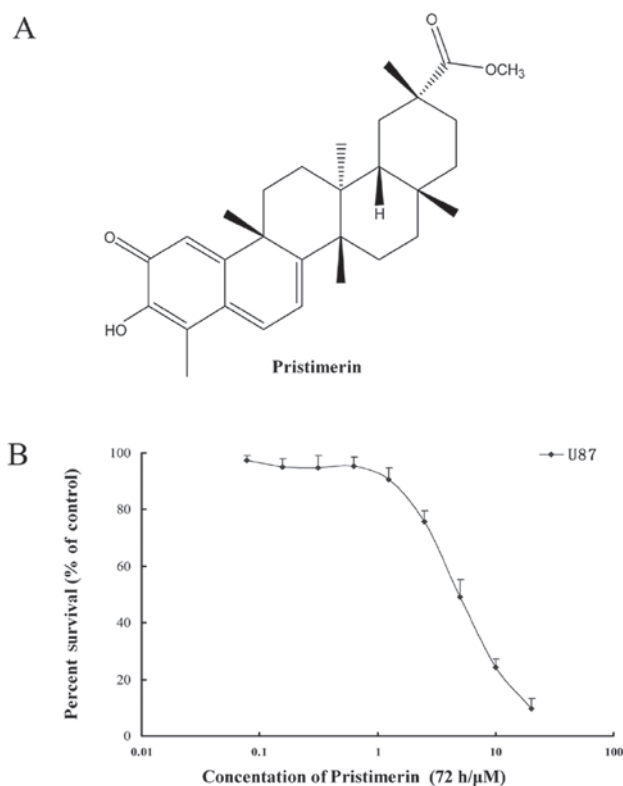 A
O
OCH3
H
O
HO
Pristimerin
B
100
80
60
40
20
0
U87
Percent survival (% of control)
0.01
0.1
1
10
100
Concentation of Pristimerin (72 h/μM)